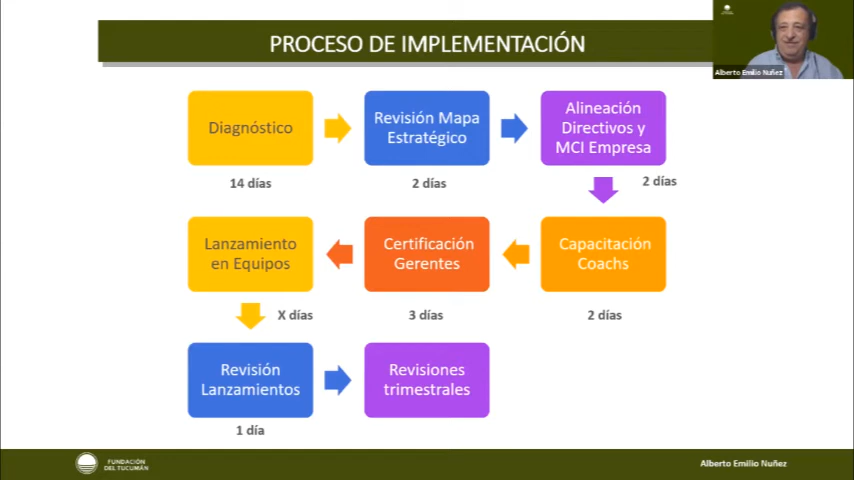 PROCESO DE IMPLEMENTACIÓN
Alberto Emilio Nuñez
Diagnóstico
14 días
Revisión Mapa
Estratégico
2 días
Alineación
Directivos y
MCI Empresa
2 días
Capacitación
Coachs
2 días
Certificación
Gerentes
3 días
Lanzamiento
en Equipos
X días
Revisión
Lanzamientos
1 día
Revisiones
trimestrales
FUNDACIÓN
DEL TUCUMÁN
Alberto Emilio Nuñez